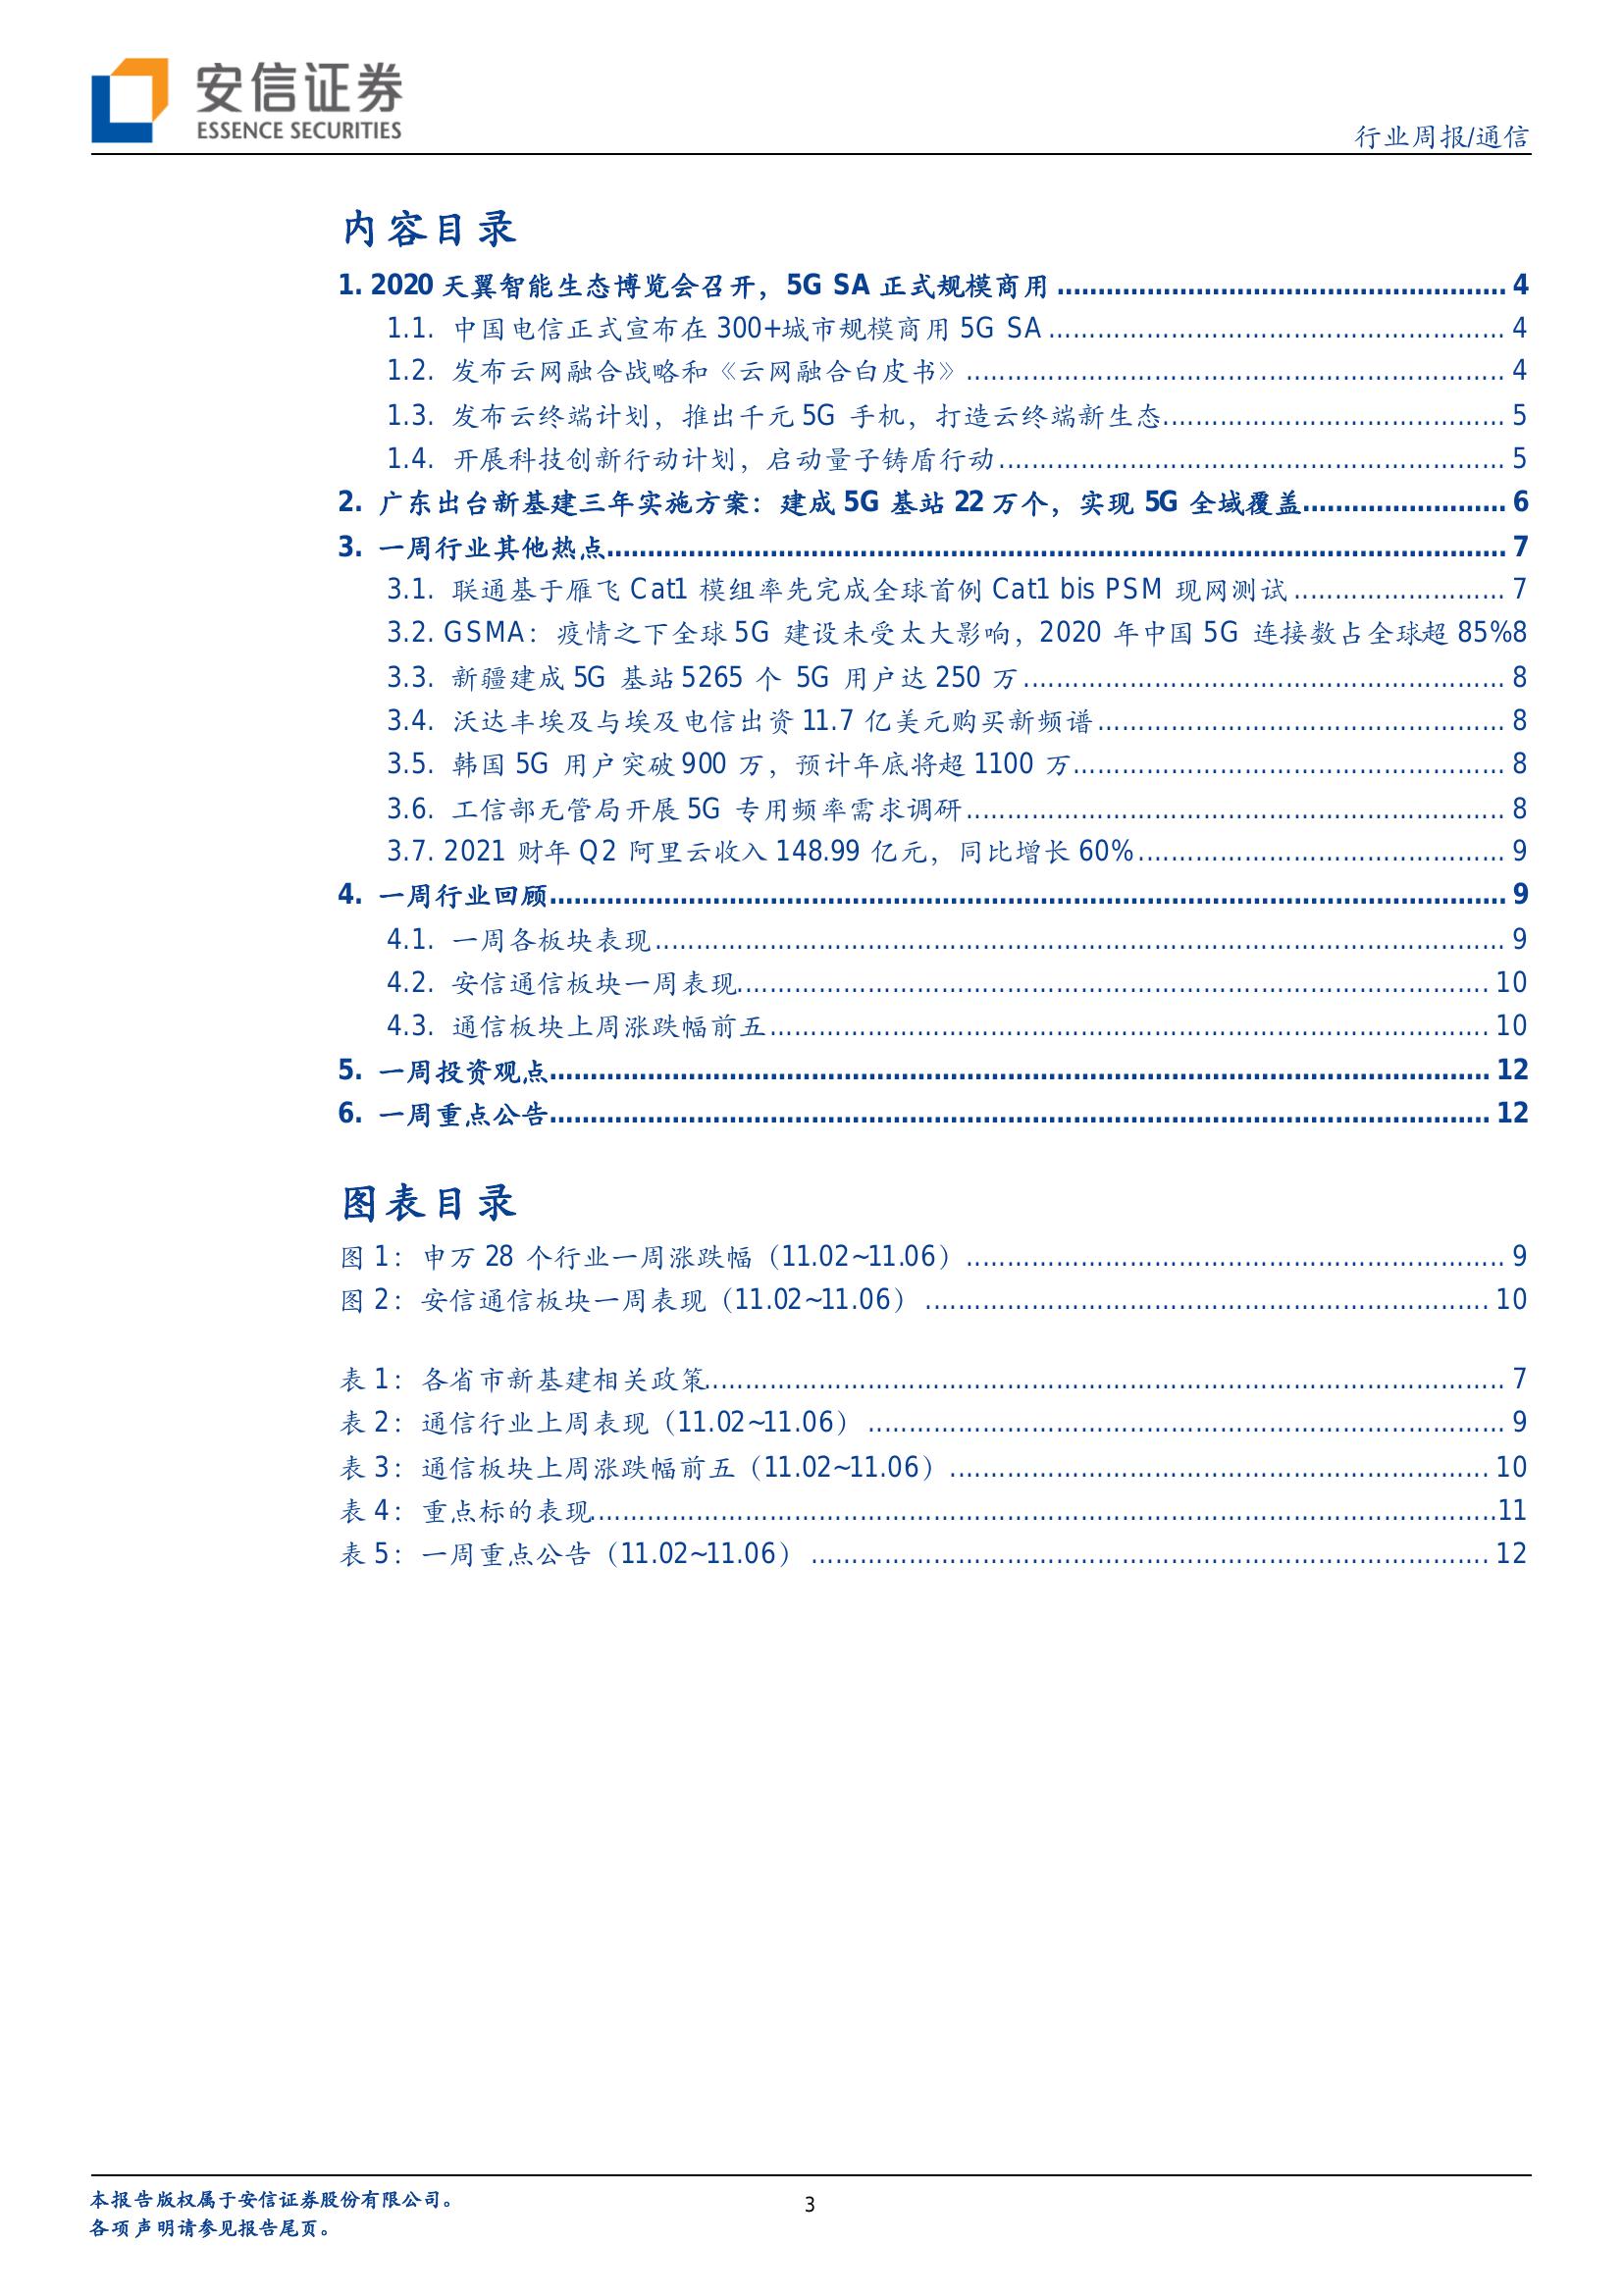 安信证券
ESSENCE SECURITIES
行业周报/通信
内容目录
1. 2020 天翼智能生态博览会召开，5G SA 正式规模商用 ........................................ 4
1.1. 中国电信正式宣布在 300+城市规模商用 5G SA ........................................ 4
1.2. 发布云网融合战略和《云网融合白皮书》 ........................................ 4
1.3. 发布云终端计划，推出千元 5G 手机，打造云终端新生态 ........................................ 5
1.4. 开展科技创新行动计划，启动量子铸盾行动 ........................................ 5
2. 广东出台新基建三年实施方案：建成 5G 基站 22 万个，实现 5G 全域覆盖 ........................................ 6
3. 一周行业其他热点 ........................................ 7
3.1. 联通基于雁飞 Cat1 模组率先完成全球首例 Cat1 bis PSM 现网测试 ........................................ 7
3.2. GSMA：疫情之下全球 5G 建设未受太大影响，2020 年中国 5G 连接数占全球超 85%8
3.3. 新疆建成 5G 基站 5265 个 5G 用户达 250 万 ........................................ 8
3.4. 沃达丰埃及与埃及电信出资 11.7 亿美元购买新频谱 ........................................ 8
3.5. 韩国 5G 用户突破 900 万，预计年底将超 1100 万 ........................................ 8
3.6. 工信部无管局开展 5G 专用频率需求调研 ........................................ 8
3.7. 2021 财年 Q2 阿里云收入 148.99 亿元，同比增长 60% ........................................ 9
4. 一周行业回顾 ........................................ 9
4.1. 一周各板块表现 ........................................ 9
4.2. 安信通信板块一周表现 ........................................ 10
4.3. 通信板块上周涨跌幅前五 ........................................ 10
5. 一周投资观点 ........................................ 12
6. 一周重点公告 ........................................ 12
图表目录
图 1：申万 28 个行业一周涨跌幅（11.02~11.06） ........................................ 9
图 2：安信通信板块一周表现（11.02~11.06） ........................................ 10
表 1：各省市新基建相关政策 ........................................ 7
表 2：通信行业上周表现（11.02~11.06） ........................................ 9
表 3：通信板块上周涨跌幅前五（11.02~11.06） ........................................ 10
表 4：重点标的表现 ........................................ 11
表 5：一周重点公告（11.02~11.06） ........................................ 12
本报告版权属于安信证券股份有限公司。
各项声明请参见报告尾页。
3